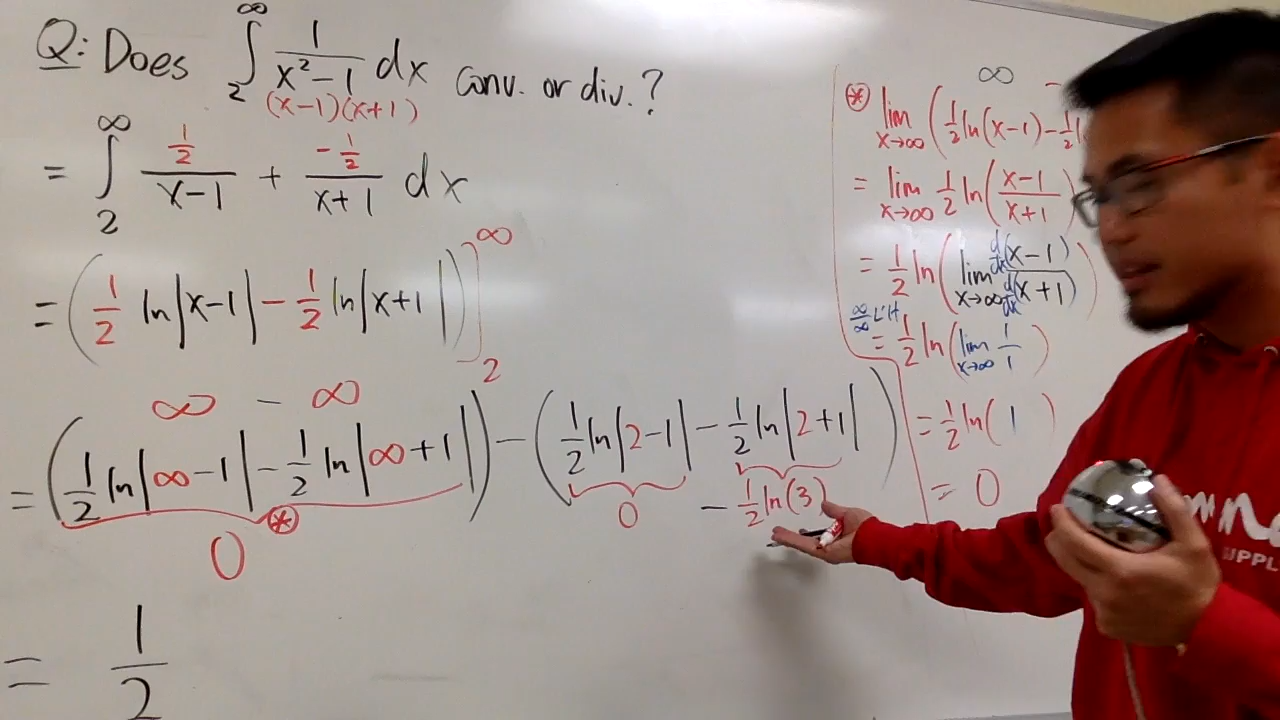 Q: Does ∫₂^∞ 1/(x²-1) dx conv. or div.?
(x-1)(x+1)
= ∫₂^∞ (1/2)/(x-1) + (-1/2)/(x+1) dx
= (1/2 ln|x-1| - 1/2 ln|x+1|)]₂^∞
∞ - ∞
= (1/2 ln|∞-1| - 1/2 ln|∞+1|) - (1/2 ln|2-1| - 1/2 ln|2+1|)
0 ⊛ 0 - 1/2 ln(3)
= 1/2
∞ -
⊛ lim x→∞ (1/2 ln(x-1) - 1/2
= lim x→∞ 1/2 ln((x-1)/(x+1)
= 1/2 ln(lim x→∞ d/dx(x-1)/d/dx(x+1))
∞/∞ L'H = 1/2 ln(lim x→∞ 1/1)
= 1/2 ln(1)
= 0